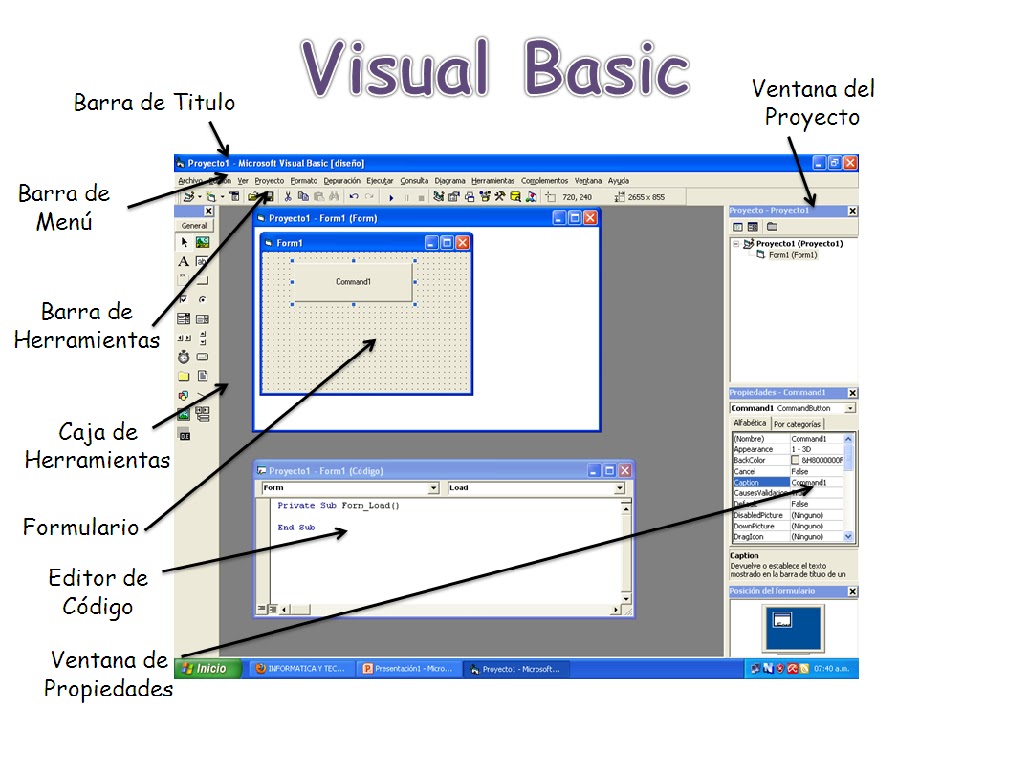 Visual Basic
Barra de Titulo
Ventana del
Proyecto
Barra de
Menú
Barra de
Herramientas
Caja de
Herramientas
Formulario
Editor de
Código
Ventana de
Propiedades
Proyecto1 - Microsoft Visual Basic [diseño]
Archivo Ver Proyecto Formato Depuración Ejecutar Consulta Diagrama Herramientas Complementos Ventana Ayuda
720, 240 2655 x 855
General
Proyecto1 - Form1 (Form)
Form1
Command1
Proyecto1 - Form1 (Código)
Form Load
Private Sub Form_Load()
End Sub
Proyecto - Proyecto1
Proyecto1 (Proyecto1)
Form1 (Form1)
Propiedades - Command1
Command1 CommandButton
Alfabética Por categorías
(Nombre) Command1
Appearance 1 - 3D
BackColor &H8000000F
Cancel False
Caption Command1
CausesValidation True
Default False
DisabledPicture (Ninguno)
DownPicture (Ninguno)
DragIcon (Ninguno)
Caption
Devuelve o establece el texto
mostrado en la barra de título de un
Posición del formulario
Form
Inicio INFORMATICA Y TEC... Presentación1 - Micro... Proyecto1 - Microsoft... 07:40 a.m.